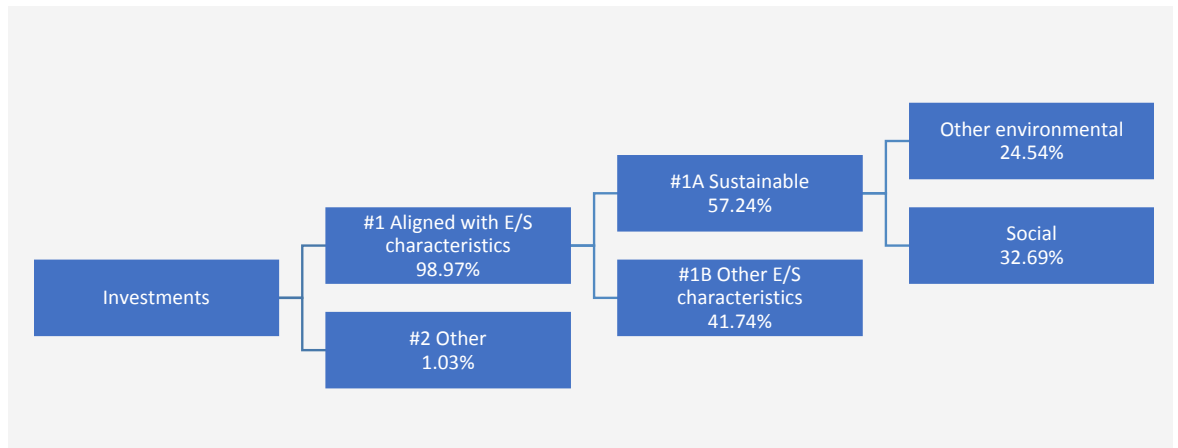 Investments
#1 Aligned with E/S
characteristics
98.97%
#2 Other
1.03%
#1A Sustainable
57.24%
#1B Other E/S
characteristics
41.74%
Other environmental
24.54%
Social
32.69%